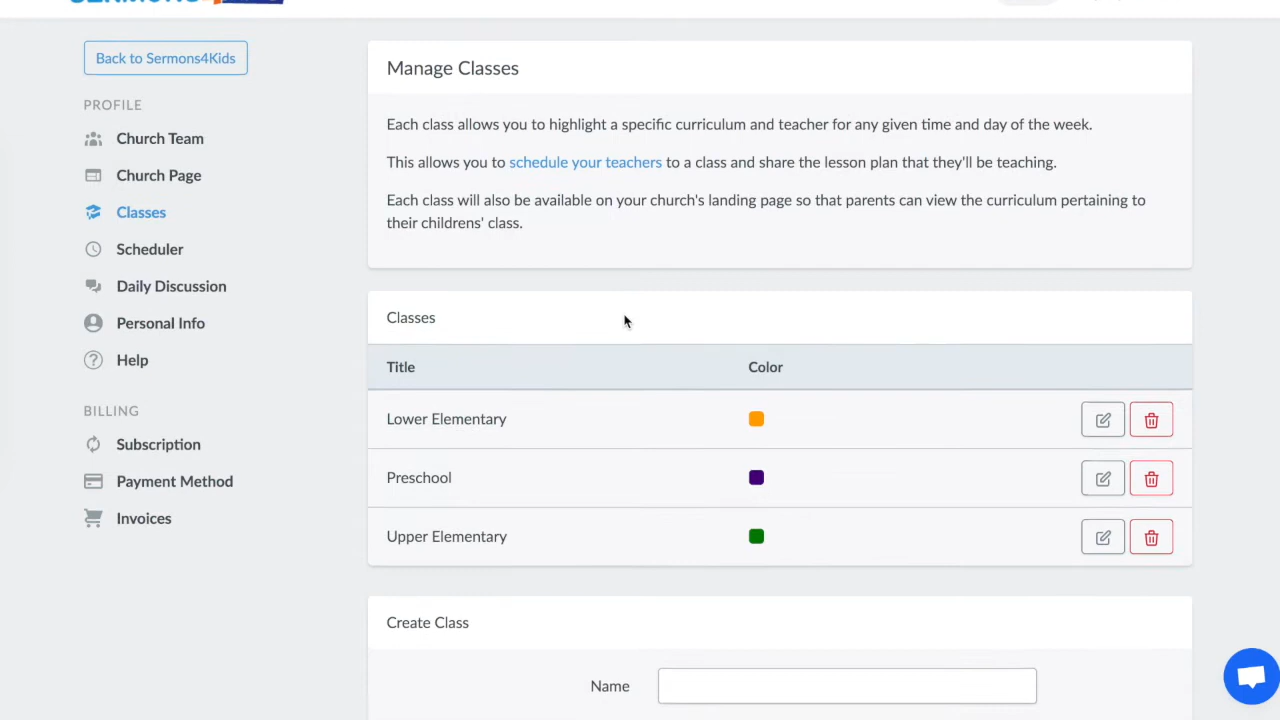 Back to Sermons4Kids
PROFILE
Church Team
Church Page
Classes
Scheduler
Daily Discussion
Personal Info
Help
BILLING
Subscription
Payment Method
Invoices
Manage Classes
Each class allows you to highlight a specific curriculum and teacher for any given time and day of the week.
This allows you to schedule your teachers to a class and share the lesson plan that they'll be teaching.
Each class will also be available on your church's landing page so that parents can view the curriculum pertaining to
their childrens' class.
Classes
Title Color
Lower Elementary
Preschool
Upper Elementary
Create Class
Name